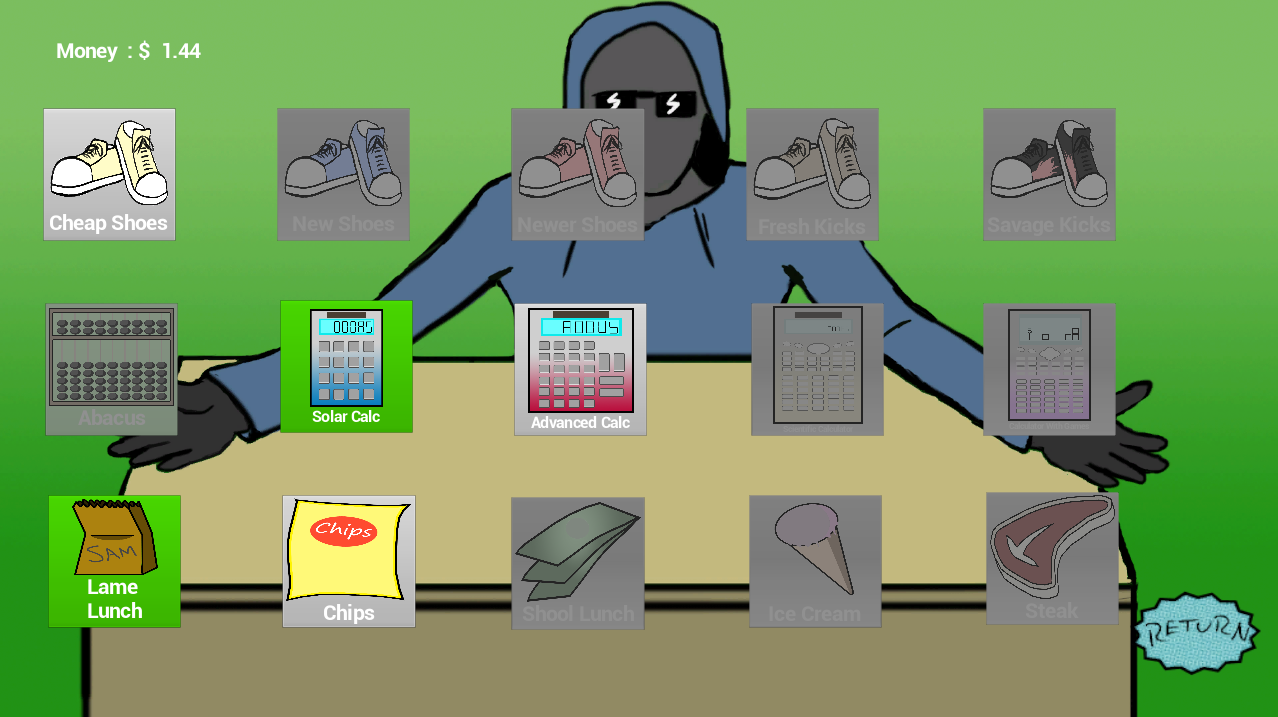 Money : $ 1.44
Cheap Shoes
New Shoes
Newer Shoes
Fresh Kicks
Savage Kicks
Abacus
Solar Calc
Advanced Calc
SAM
Lame
Lunch
Chips
Chips
Shool Lunch
Ice Cream
Steak
RETURN